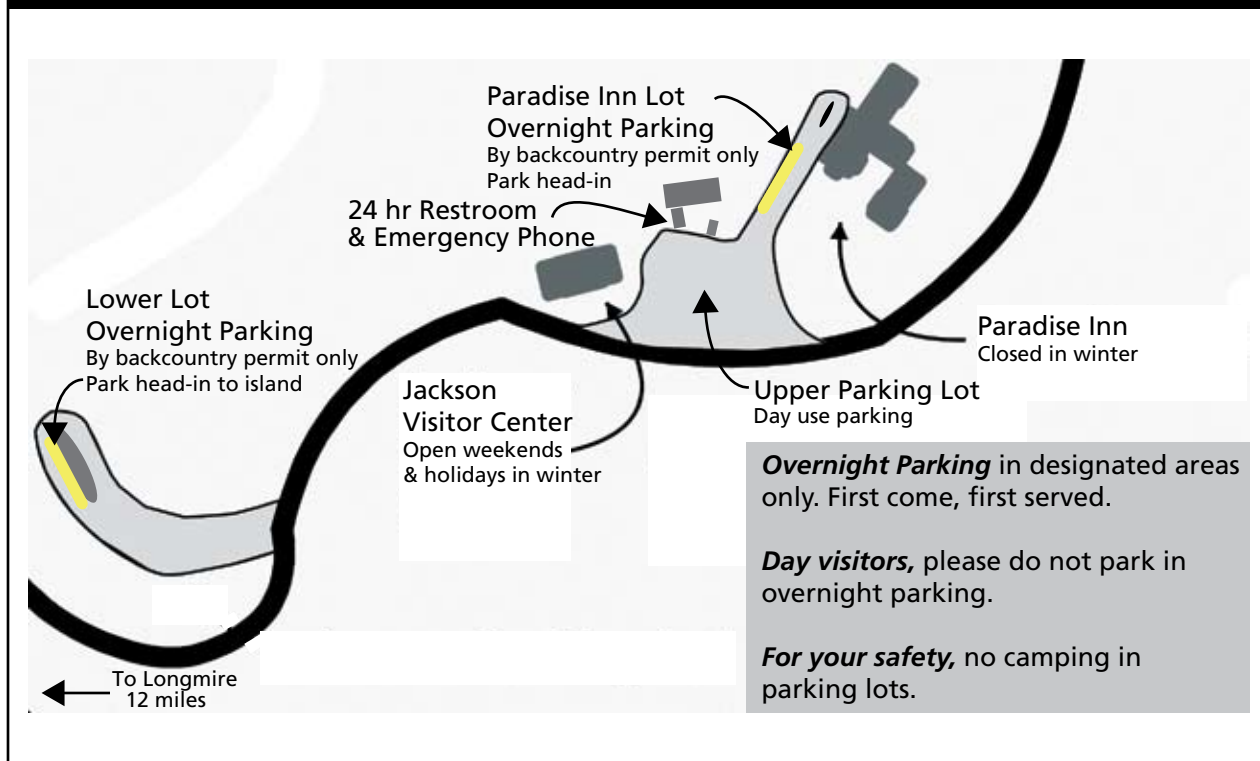 Paradise Inn Lot
Overnight Parking
By backcountry permit only
Park head-in
24 hr Restroom
& Emergency Phone
Lower Lot
Overnight Parking
By backcountry permit only
Park head-in to island
Jackson
Visitor Center
Open weekends
& holidays in winter
Paradise Inn
Closed in winter
Upper Parking Lot
Day use parking
Overnight Parking in designated areas
only. First come, first served.
Day visitors, please do not park in
overnight parking.
For your safety, no camping in
parking lots.
To Longmire
12 miles